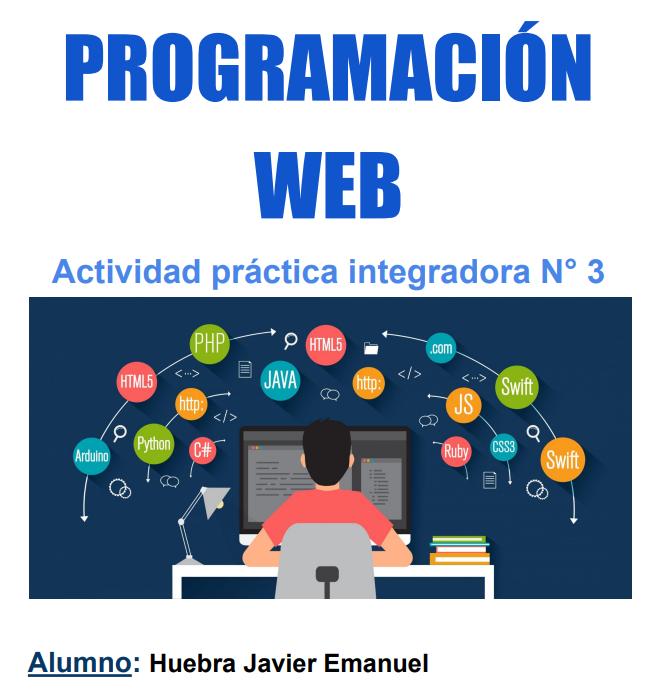 PROGRAMACIÓN
WEB
Actividad práctica integradora N° 3
PHP
HTML5
.com
HTML5
JAVA
http:
</>
<··>
<··>
Swift
http:
</>
JS
Arduino
Python
C#
Ruby
CSS3
Swift
Alumno: Huebra Javier Emanuel